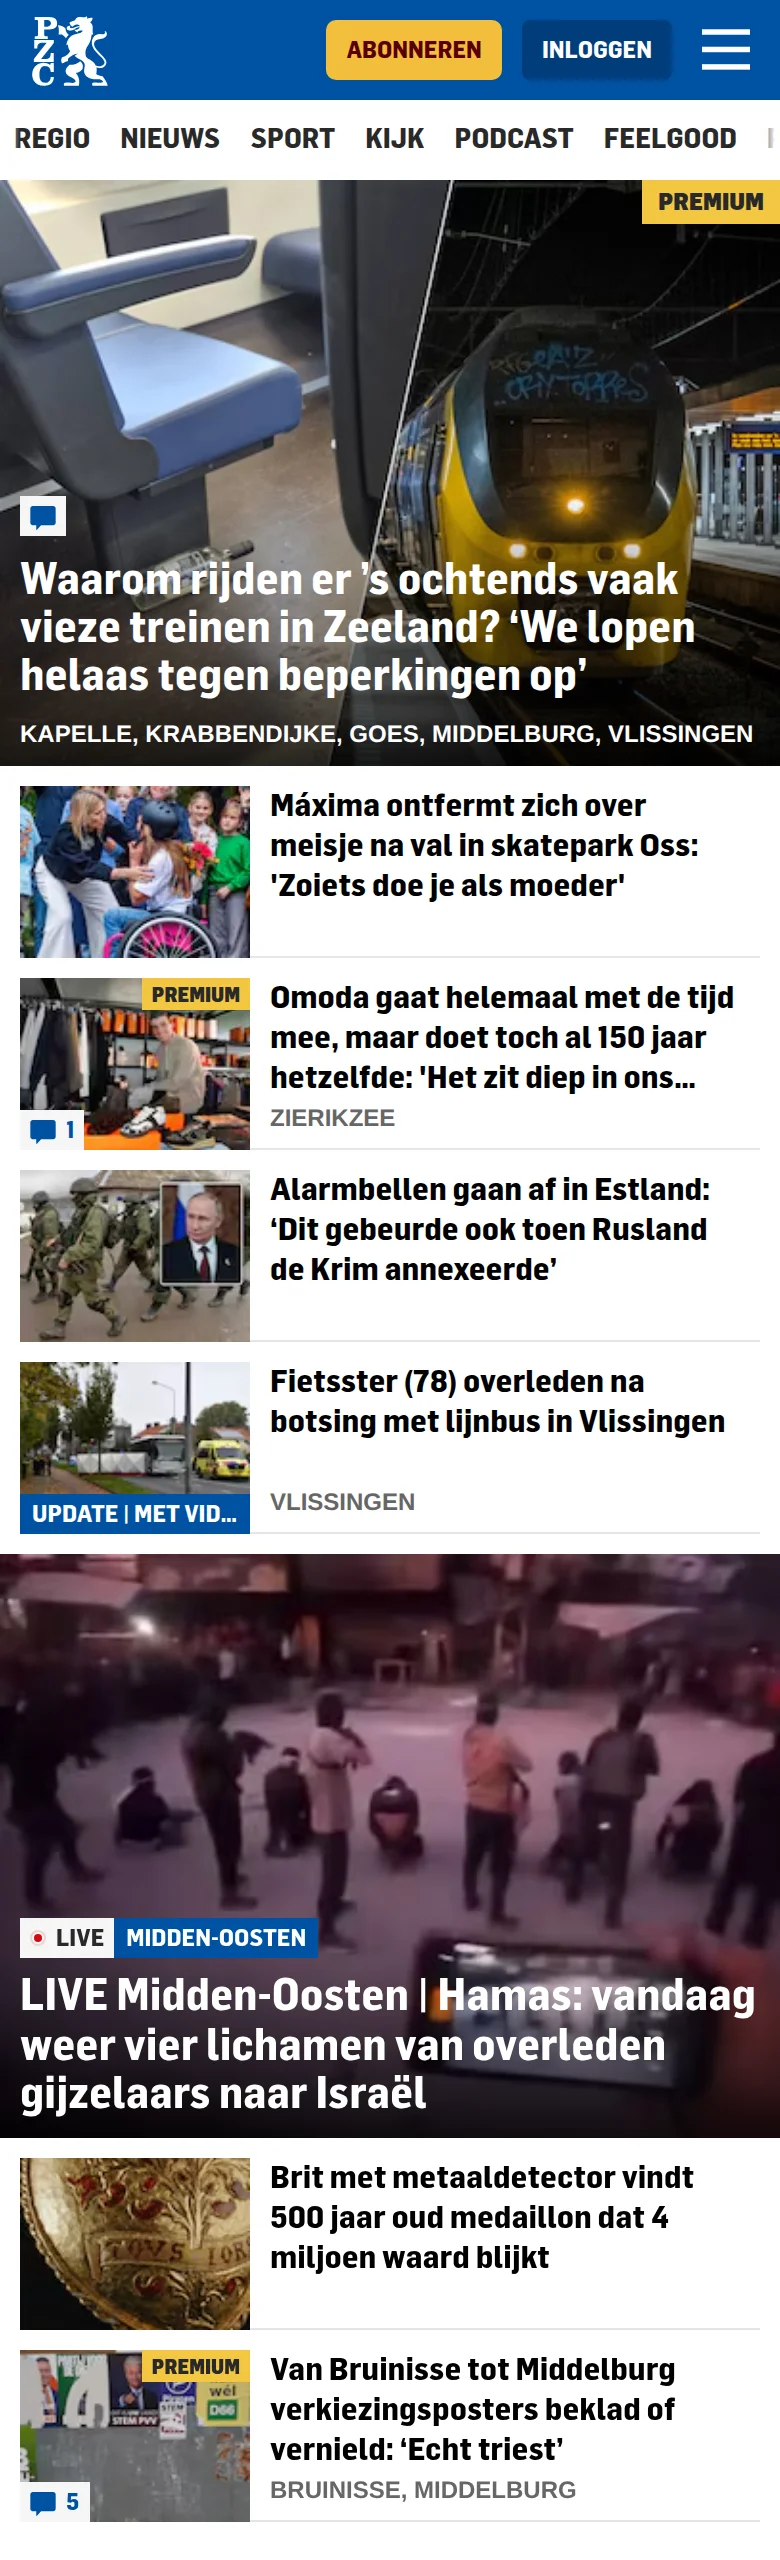 PZC
ABONNEREN
INLOGGEN
REGIO NIEUWS SPORT KIJK PODCAST FEELGOOD
PREMIUM
Waarom rijden er ’s ochtends vaak
vieze treinen in Zeeland? ‘We lopen
helaas tegen beperkingen op’
KAPELLE, KRABBENDIJKE, GOES, MIDDELBURG, VLISSINGEN
Máxima ontfermt zich over
meisje na val in skatepark Oss:
'Zoiets doe je als moeder'
PREMIUM
1
Omoda gaat helemaal met de tijd
mee, maar doet toch al 150 jaar
hetzelfde: 'Het zit diep in ons...
ZIERIKZEE
Alarmbellen gaan af in Estland:
‘Dit gebeurde ook toen Rusland
de Krim annexeerde’
UPDATE | MET VID...
Fietsster (78) overleden na
botsing met lijnbus in Vlissingen
VLISSINGEN
LIVE MIDDEN-OOSTEN
LIVE Midden-Oosten | Hamas: vandaag
weer vier lichamen van overleden
gijzelaars naar Israël
Brit met metaaldetector vindt
500 jaar oud medaillon dat 4
miljoen waard blijkt
PREMIUM
wél
D66
STEM PVV
STEM
5
Van Bruinisse tot Middelburg
verkiezingsposters beklad of
vernield: ‘Echt triest’
BRUINISSE, MIDDELBURG